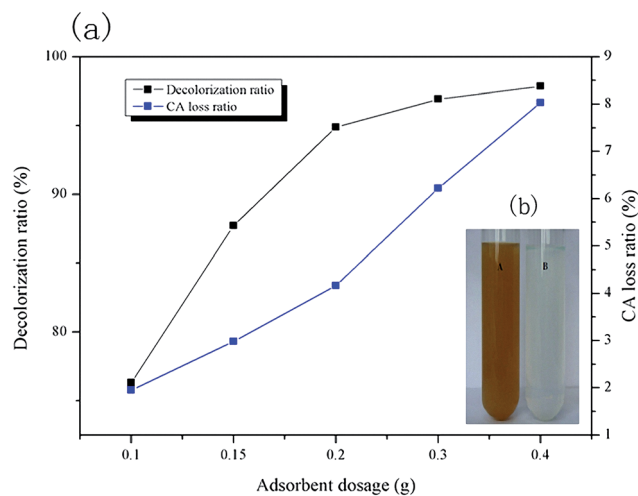 (a)
Decolorization ratio
CA loss ratio
Decolorization ratio (%)
100
90
80
9
8
7
6
5
4
3
2
1
CA loss ratio (%)
(b)
A
B
0.1
0.15
0.2
0.3
0.4
Adsorbent dosage (g)